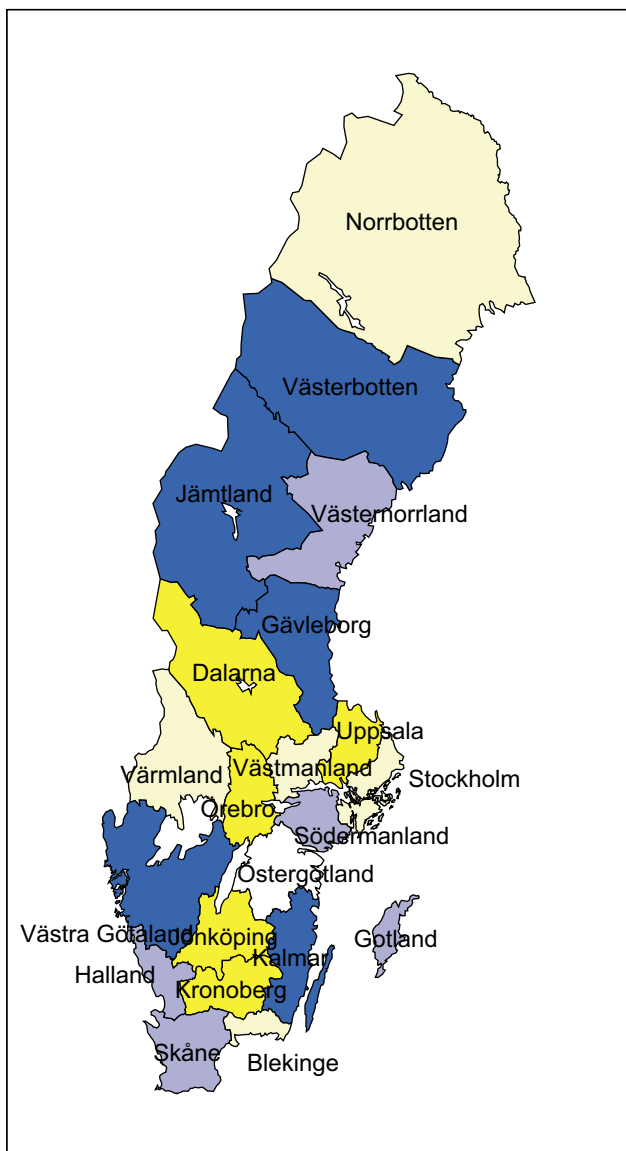 Norrbotten
Västerbotten
Jämtland
Västernorrland
Gävleborg
Dalarna
Uppsala
Värmland
Västmanland
Stockholm
Örebro
Södermanland
Östergötland
Västra Götaland
Jönköping
Gotland
Kalmar
Halland
Kronoberg
Skåne
Blekinge